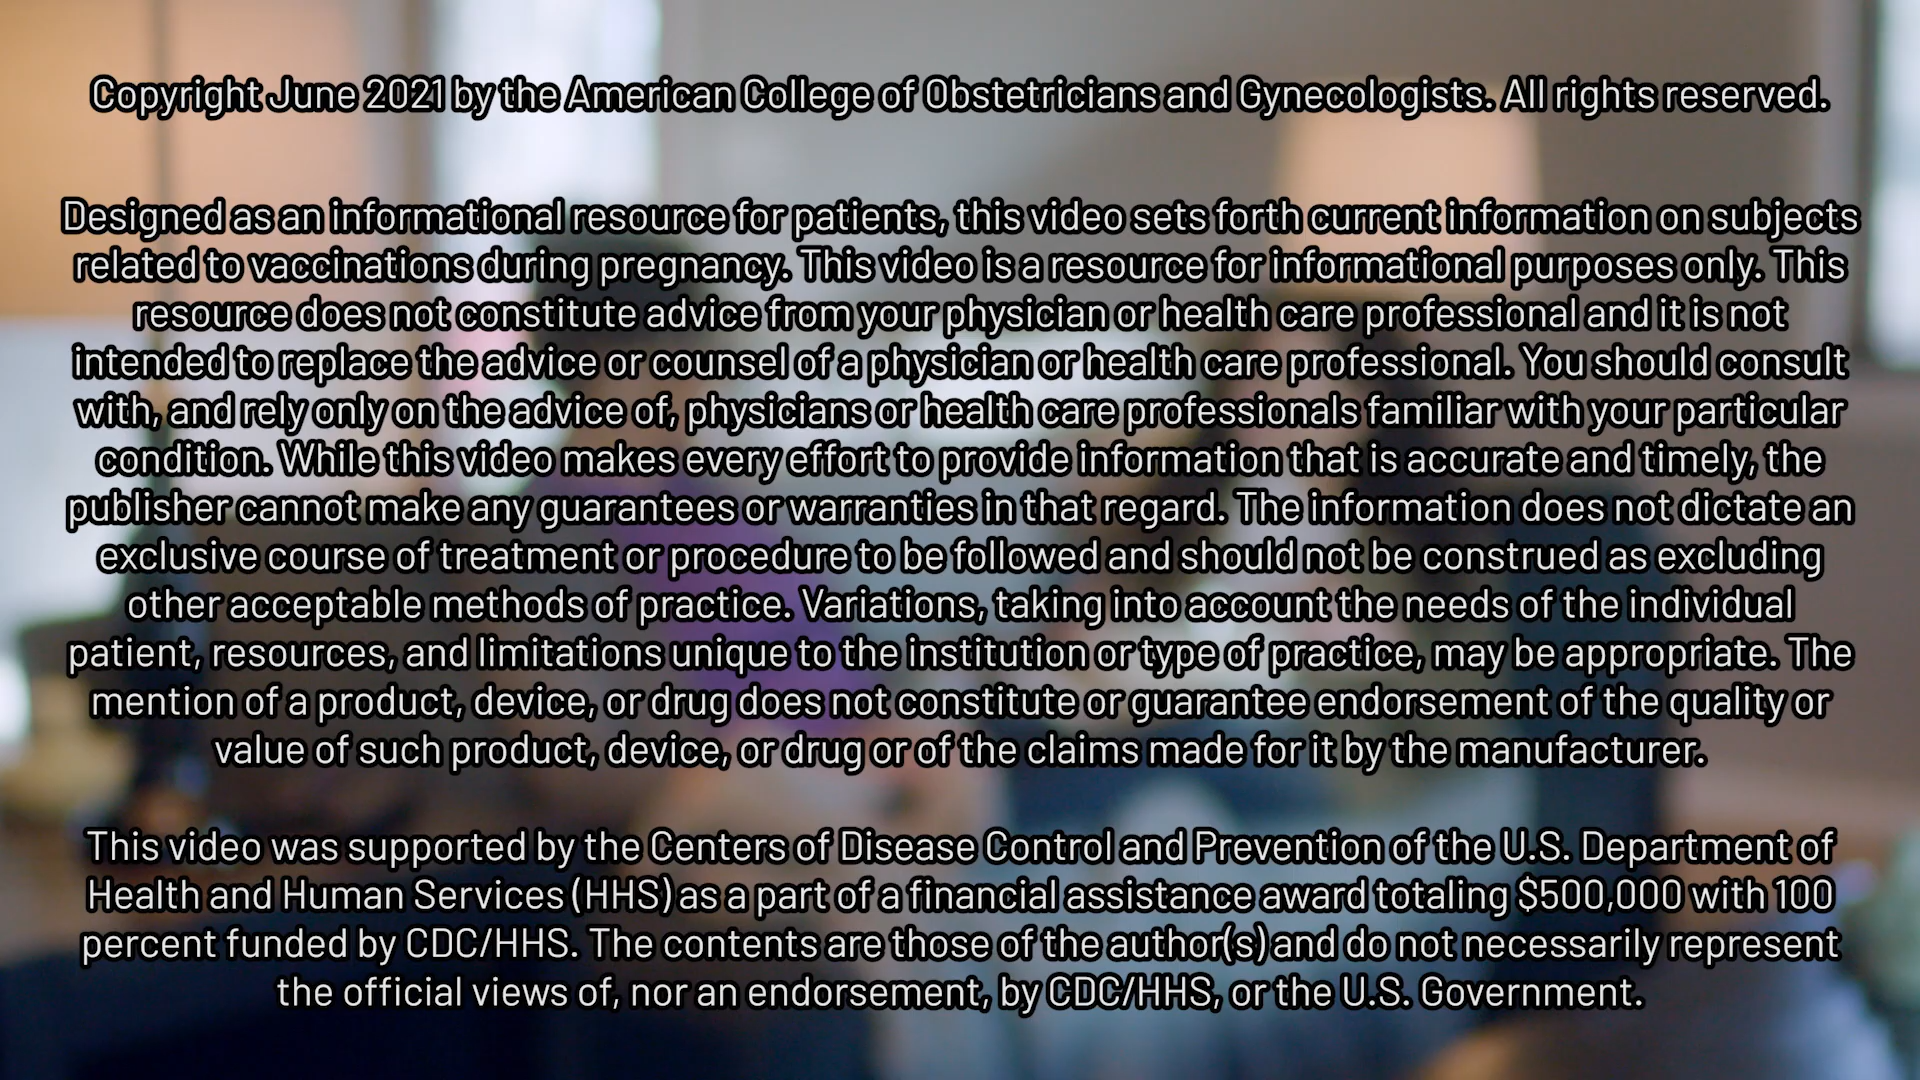 Copyright June 2021 by the American College of Obstetricians and Gynecologists. All rights reserved.
Designed as an informational resource for patients, this video sets forth current information on subjects
related to vaccinations during pregnancy. This video is a resource for informational purposes only. This
resource does not constitute advice from your physician or health care professional and it is not
intended to replace the advice or counsel of a physician or health care professional. You should consult
with, and rely only on the advice of, physicians or health care professionals familiar with your particular
condition. While this video makes every effort to provide information that is accurate and timely, the
publisher cannot make any guarantees or warranties in that regard. The information does not dictate an
exclusive course of treatment or procedure to be followed and should not be construed as excluding
other acceptable methods of practice. Variations, taking into account the needs of the individual
patient, resources, and limitations unique to the institution or type of practice, may be appropriate. The
mention of a product, device, or drug does not constitute or guarantee endorsement of the quality or
value of such product, device, or drug or of the claims made for it by the manufacturer.
This video was supported by the Centers of Disease Control and Prevention of the U.S. Department of
Health and Human Services (HHS) as a part of a financial assistance award totaling $500,000 with 100
percent funded by CDC/HHS. The contents are those of the author(s) and do not necessarily represent
the official views of, nor an endorsement, by CDC/HHS, or the U.S. Government.